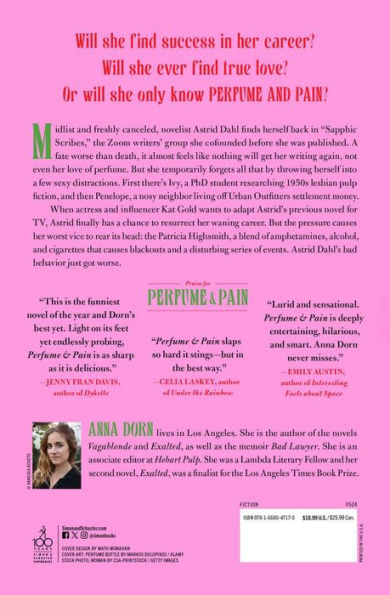 Will she find success in her career?
Will she ever find true love?
Or will she only know PERFUME AND PAIN?
Midlist and freshly canceled, novelist Astrid Dahl finds herself back in “Sapphic
Scribes,” the Zoom writers’ group she cofounded before she was published. A
fate worse than death, it almost feels like nothing will get her writing again, not
even her love of perfume. But she temporarily forgets all that by throwing herself into
a few sexy distractions. First there’s Ivy, a PhD student researching 1950s lesbian pulp
fiction, and then Penelope, a nosy neighbor living off Urban Outfitters settlement money.
When actress and influencer Kat Gold wants to adapt Astrid’s previous novel for
TV, Astrid finally has a chance to resurrect her waning career. But the pressure causes
her worst vice to rear its head: the Patricia Highsmith, a blend of amphetamines, alcohol,
and cigarettes that causes blackouts and a disturbing series of events. Astrid Dahl’s bad
behavior just got worse.
Praise for
PERFUME & PAIN
“This is the funniest
novel of the year and Dorn’s
best yet. Light on its feet
yet endlessly probing,
Perfume & Pain is as sharp
as it is delicious.”
—JENNY FRAN DAVIS,
author of Dykette
“Perfume & Pain slaps
so hard it stings—but in
the best way.”
—CELIA LASKEY, author
of Under the Rainbow
“Lurid and sensational.
Perfume & Pain is deeply
entertaining, hilarious,
and smart. Anna Dorn
never misses.”
—EMILY AUSTIN,
author of Interesting
Facts about Space
ANNA DORN lives in Los Angeles. She is the author of the novels
Vagablonde and Exalted, as well as the memoir Bad Lawyer. She is an
associate editor at Hobart Pulp. She was a Lambda Literary Fellow and her
second novel, Exalted, was a finalist for the Los Angeles Times Book Prize.
100
YEARS
SIMON &
SCHUSTER
PAPERBACKS
SimonandSchuster.com
@simonbooks
COVER DESIGN BY MATH MONAHAN
COVER ART: PERFUME BOTTLE BY MARKOS DOLOPIKOS / ALAMY
STOCK PHOTO; WOMAN BY CSA-PRINTSTOCK / GETTY IMAGES
FICTION
0524
ISBN 978-1-6680-4717-0
$18.99 U.S./$25.99 Can.
PRINTED IN THE U.S.A.